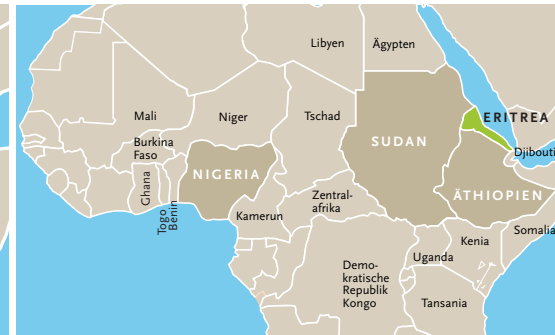 Libyen
Ägypten
Mali
Niger
Tschad
ERITREA
Burkina
Faso
SUDAN
Djibouti
NIGERIA
Ghana
Togo
Benin
Zentral-
afrika
ÄTHIOPIEN
Kamerun
Somalia
Kenia
Uganda
Demo-
kratische
Republik
Kongo
Tansania